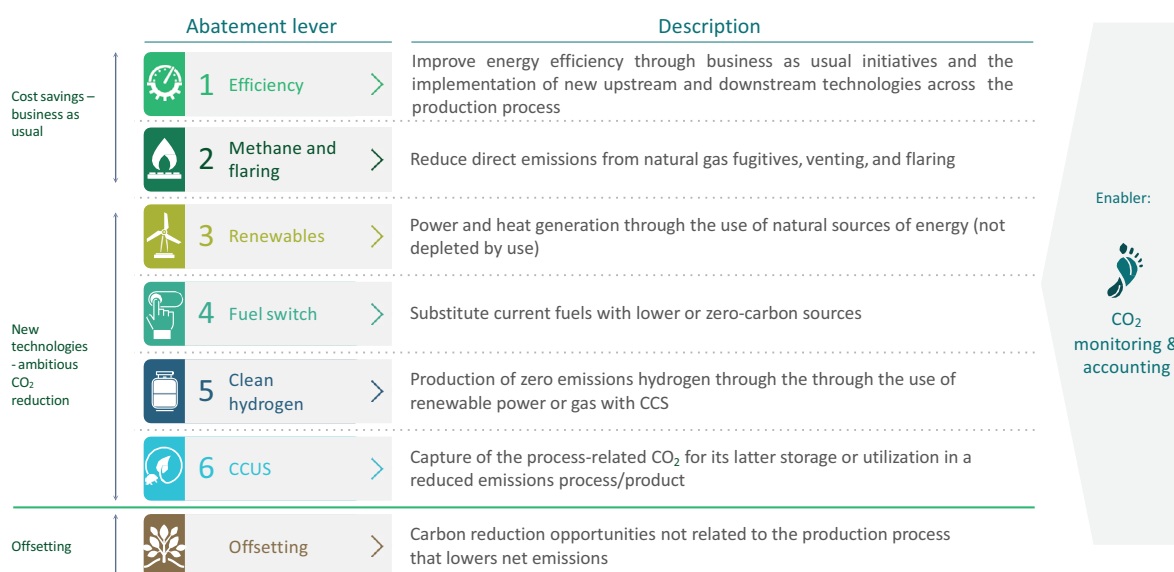 Abatement lever
Description
Cost savings –
business as
usual
1 Efficiency
Improve energy efficiency through business as usual initiatives and the
implementation of new upstream and downstream technologies across the
production process
2 Methane and
flaring
Reduce direct emissions from natural gas fugitives, venting, and flaring
New
technologies
- ambitious
CO₂
reduction
3 Renewables
Power and heat generation through the use of natural sources of energy (not
depleted by use)
4 Fuel switch
Substitute current fuels with lower or zero-carbon sources
5 Clean
hydrogen
Production of zero emissions hydrogen through the through the use of
renewable power or gas with CCS
6 CCUS
Capture of the process-related CO₂ for its latter storage or utilization in a
reduced emissions process/product
Offsetting
Offsetting
Carbon reduction opportunities not related to the production process
that lowers net emissions
Enabler:
CO₂
monitoring &
accounting